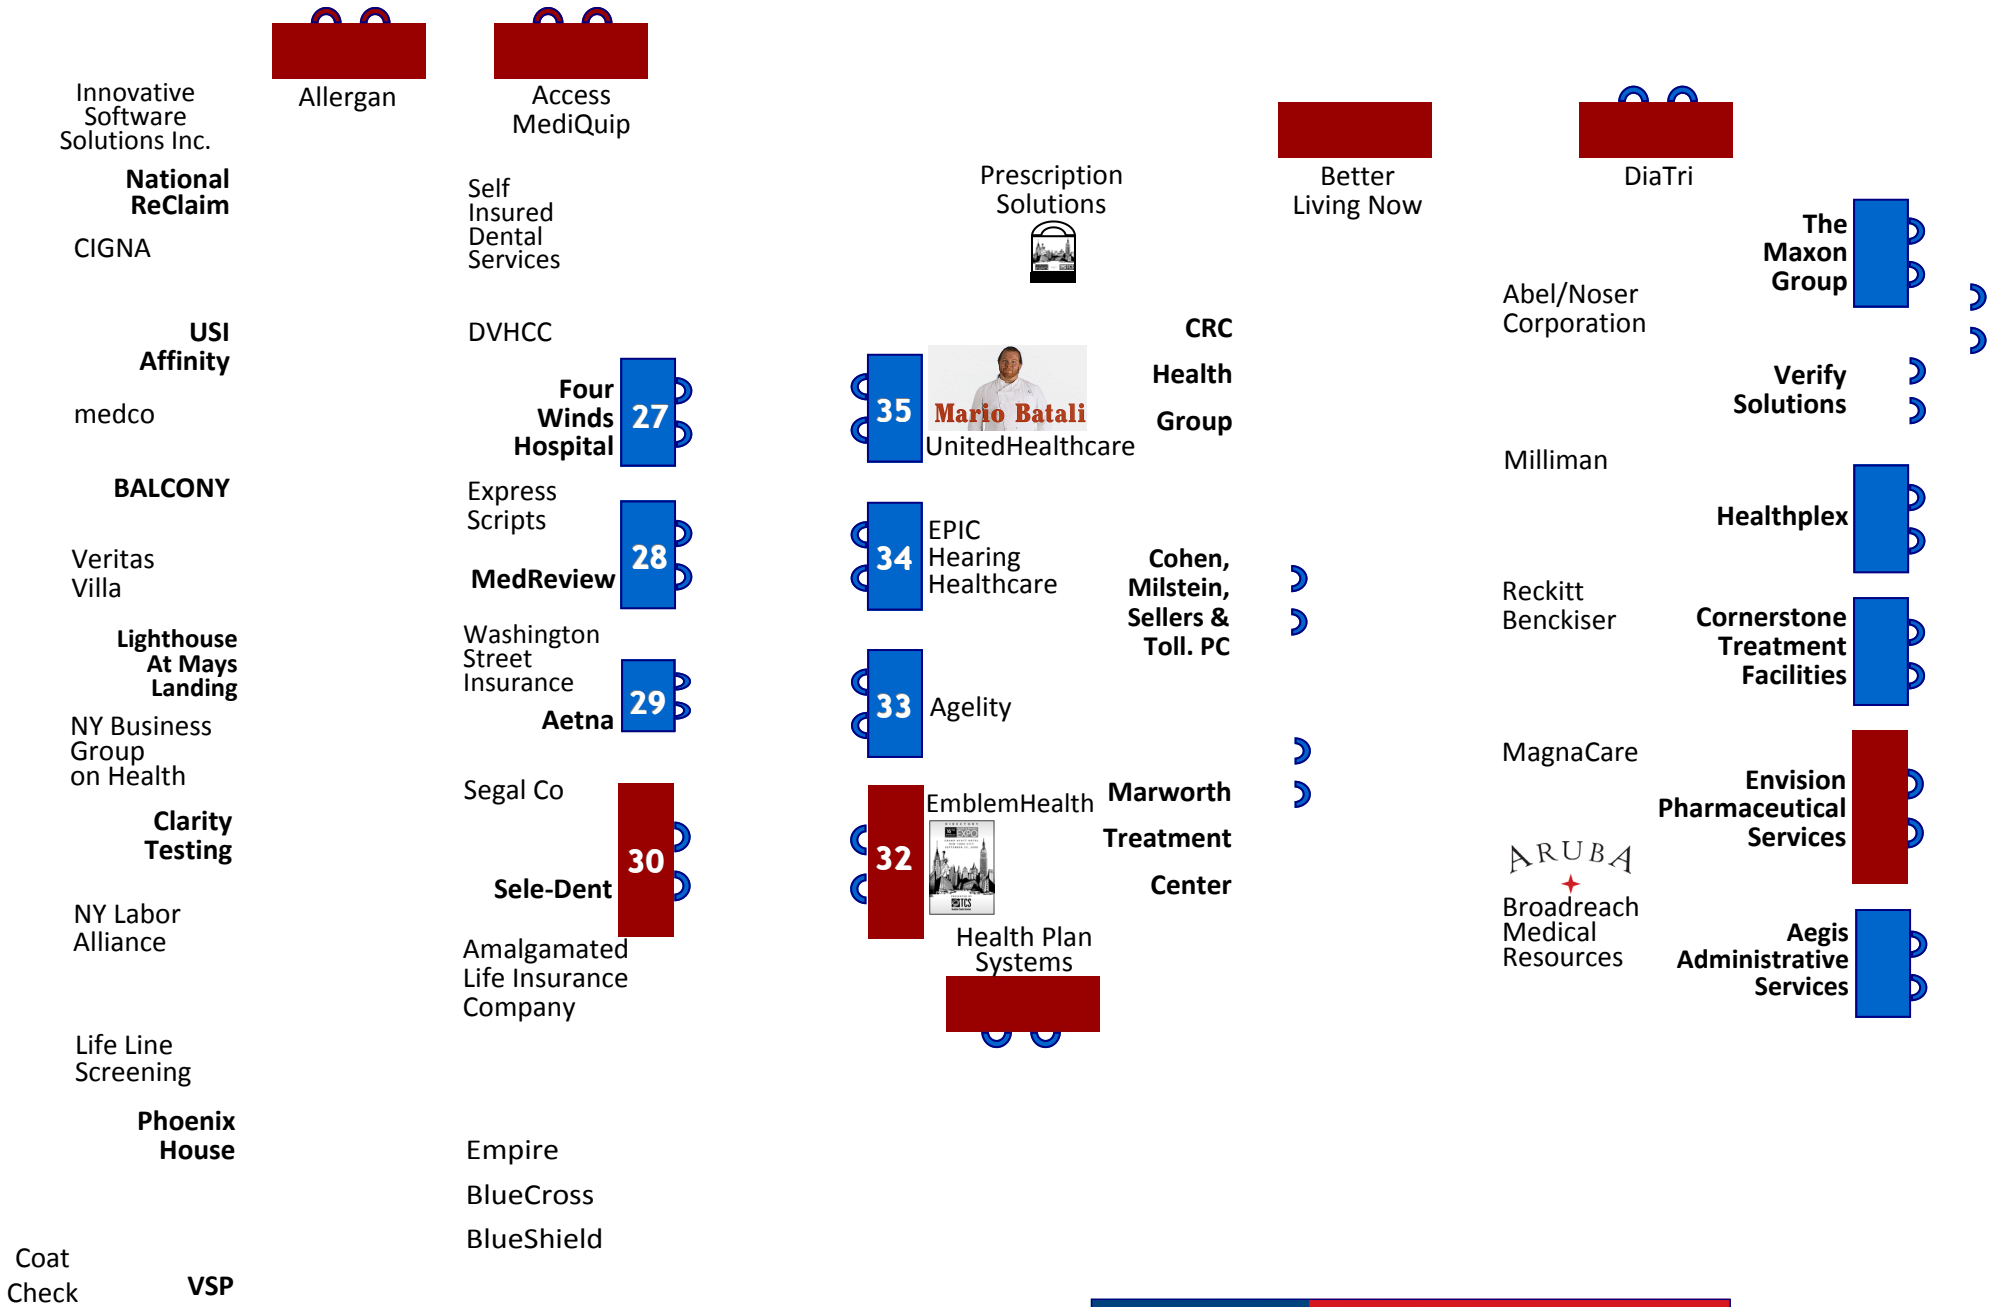 Allergan
Access
MediQuip
Innovative
Software
Solutions Inc.
National
ReClaim
CIGNA
USI
Affinity
medco
BALCONY
Veritas
Villa
Lighthouse
At Mays
Landing
NY Business
Group
on Health
Clarity
Testing
NY Labor
Alliance
Life Line
Screening
Phoenix
House
Coat
Check
VSP
Self
Insured
Dental
Services
DVHCC
Four
Winds
Hospital
27
Express
Scripts
28
MedReview
Washington
Street
Insurance
29
Aetna
Segal Co
30
Sele-Dent
Amalgamated
Life Insurance
Company
Empire
BlueCross
BlueShield
Prescription
Solutions
35
Mario Batali
UnitedHealthcare
34
EPIC
Hearing
Healthcare
33
Agelity
32
EmblemHealth
DIRECTORY
EXPO
TCS
Health Plan
Systems
Better
Living Now
CRC
Health
Group
Cohen,
Milstein,
Sellers &
Toll. PC
Marworth
Treatment
Center
DiaTri
Abel/Noser
Corporation
Milliman
Reckitt
Benckiser
MagnaCare
ARUBA
Broadreach
Medical
Resources
The
Maxon
Group
Verify
Solutions
Healthplex
Cornerstone
Treatment
Facilities
Envision
Pharmaceutical
Services
Aegis
Administrative
Services